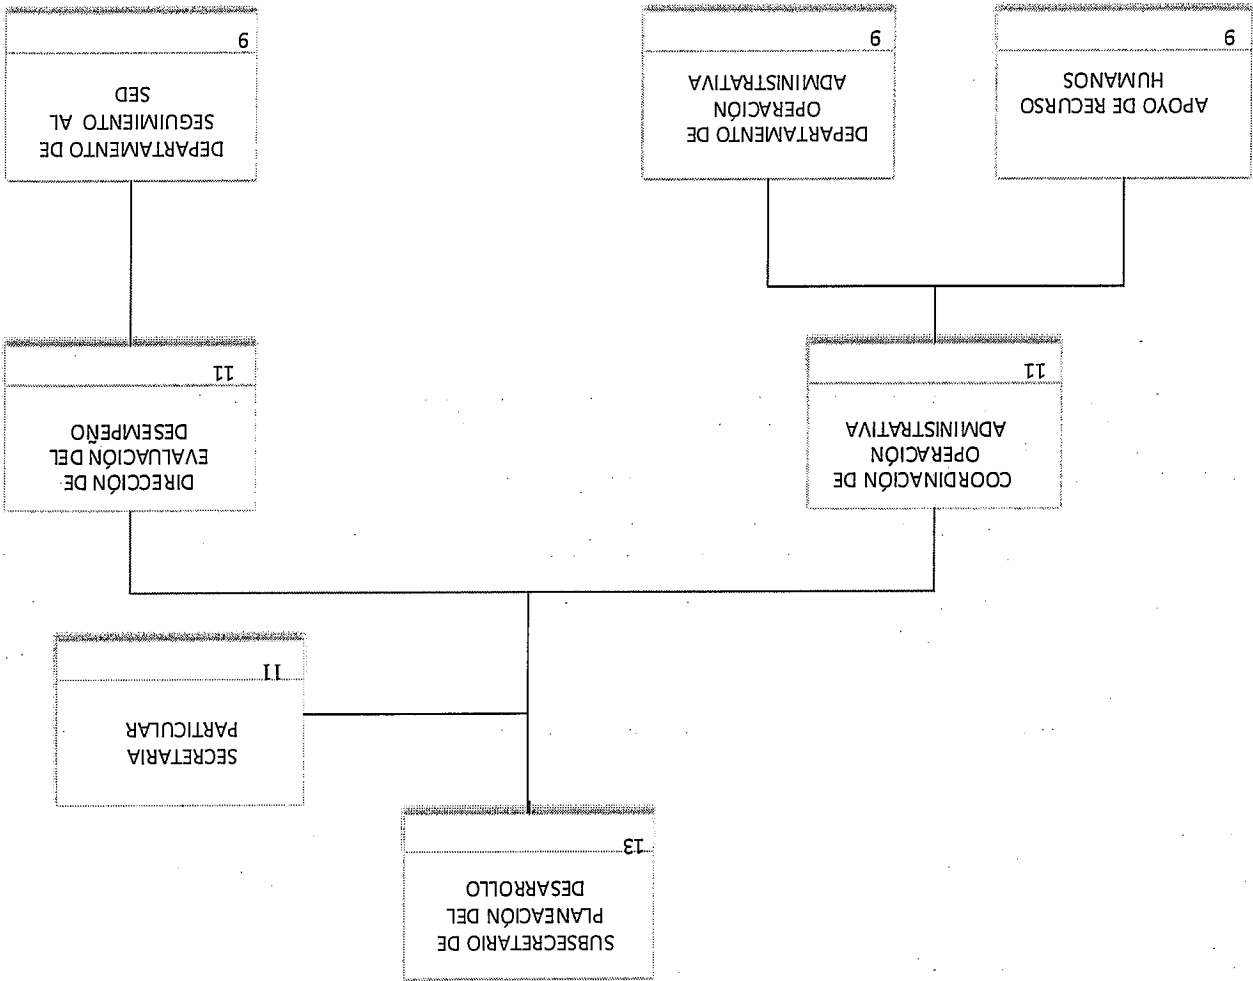 SUBSECRETARIO DE
PLANEACIÓN DEL
DESARROLLO
13
SECRETARIA
PARTICULAR
11
COORDINACIÓN DE
OPERACIÓN
ADMINISTRATIVA
11
DIRECCIÓN DE
EVALUACIÓN DEL
DESEMPEÑO
11
APOYO DE RECURSO
HUMANOS
9
DEPARTAMENTO DE
OPERACIÓN
ADMINISTRATIVA
9
DEPARTAMENTO DE
SEGUIMIENTO AL
SED
9